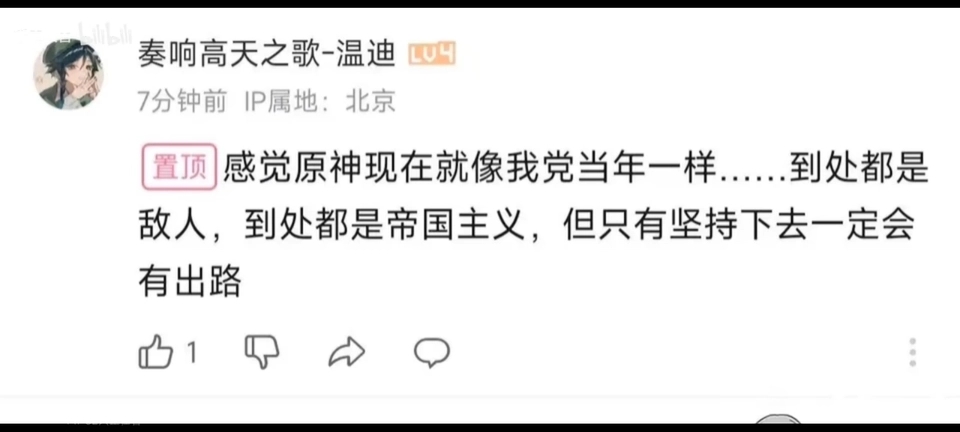 bilibili
奏响高天之歌-温迪 LV4
7分钟前 IP属地：北京
置顶 感觉原神现在就像我党当年一样......到处都是
敌人，到处都是帝国主义，但只有坚持下去一定会
有出路
1